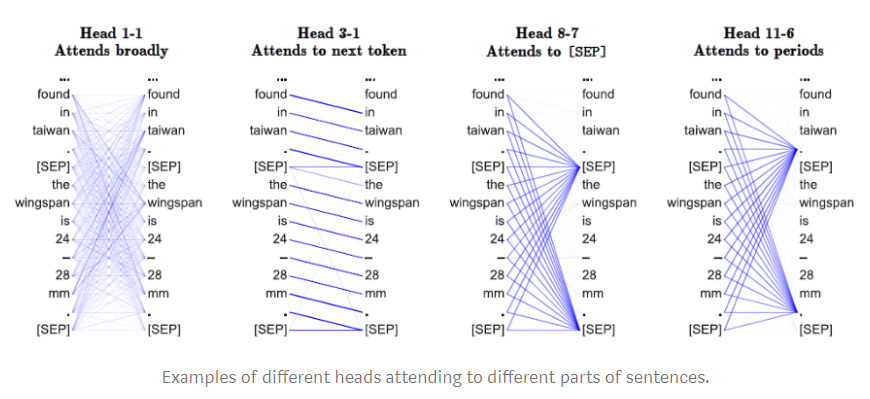 Head 1-1
Attends broadly
...
...
found
found
in
in
taiwan
taiwan
.
.
[SEP]
[SEP]
the
the
wingspan
wingspan
is
is
24
24
–
–
28
28
mm
mm
.
.
[SEP]
[SEP]
Head 3-1
Attends to next token
...
...
found
found
in
in
taiwan
taiwan
.
.
[SEP]
[SEP]
the
the
wingspan
wingspan
is
is
24
24
–
–
28
28
mm
mm
.
.
[SEP]
[SEP]
Head 8-7
Attends to [SEP]
...
...
found
found
in
in
taiwan
taiwan
.
.
[SEP]
[SEP]
the
the
wingspan
wingspan
is
is
24
24
–
–
28
28
mm
mm
.
.
[SEP]
[SEP]
Head 11-6
Attends to periods
...
...
found
found
in
in
taiwan
taiwan
.
.
[SEP]
[SEP]
the
the
wingspan
wingspan
is
is
24
24
–
–
28
28
mm
mm
.
.
[SEP]
[SEP]
Examples of different heads attending to different parts of sentences.